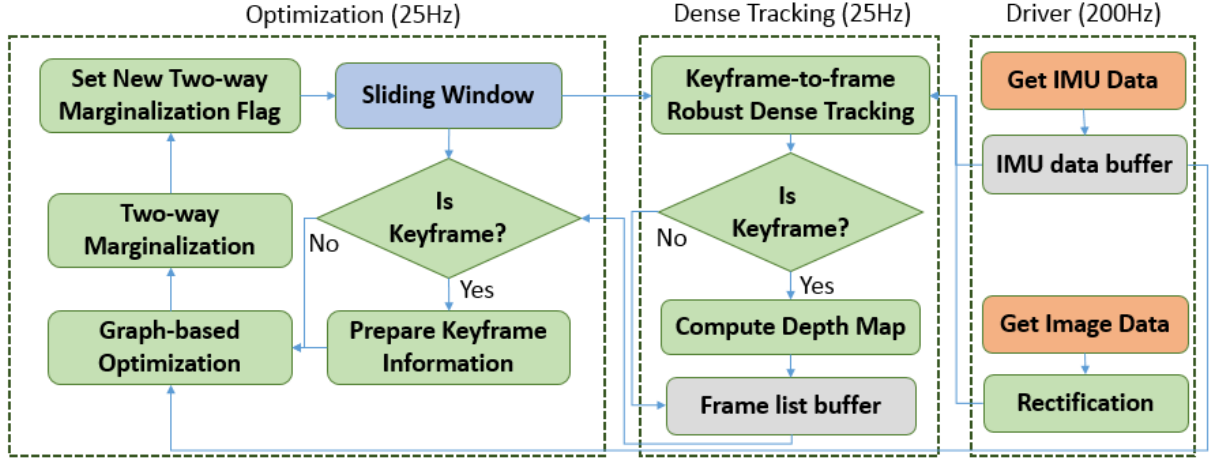 Optimization (25Hz)
Dense Tracking (25Hz)
Driver (200Hz)
Set New Two-way
Marginalization Flag
Sliding Window
Keyframe-to-frame
Robust Dense Tracking
Get IMU Data
IMU data buffer
Two-way
Marginalization
Is
Keyframe?
No
Yes
Is
Keyframe?
No
Yes
Graph-based
Optimization
Prepare Keyframe
Information
Compute Depth Map
Frame list buffer
Get Image Data
Rectification